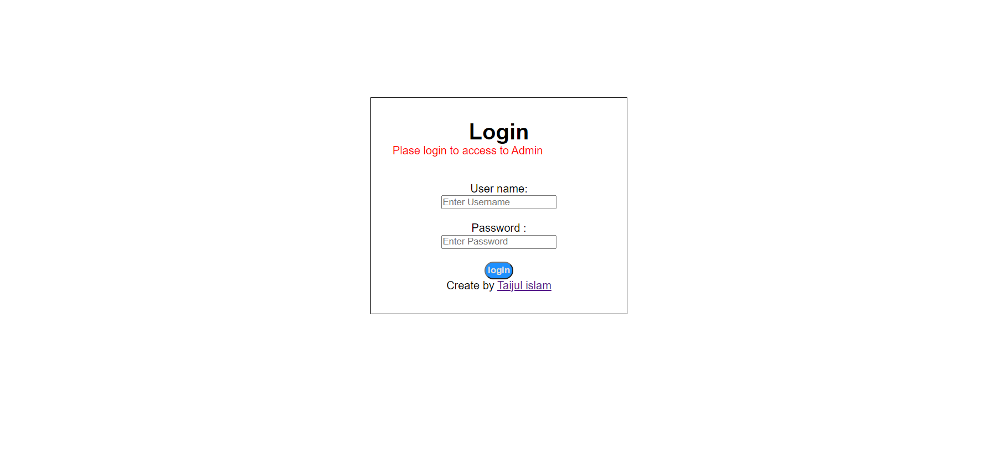 Login
Plase login to access to Admin
User name:
Enter Username
Password :
Enter Password
login
Create by Taijul islam